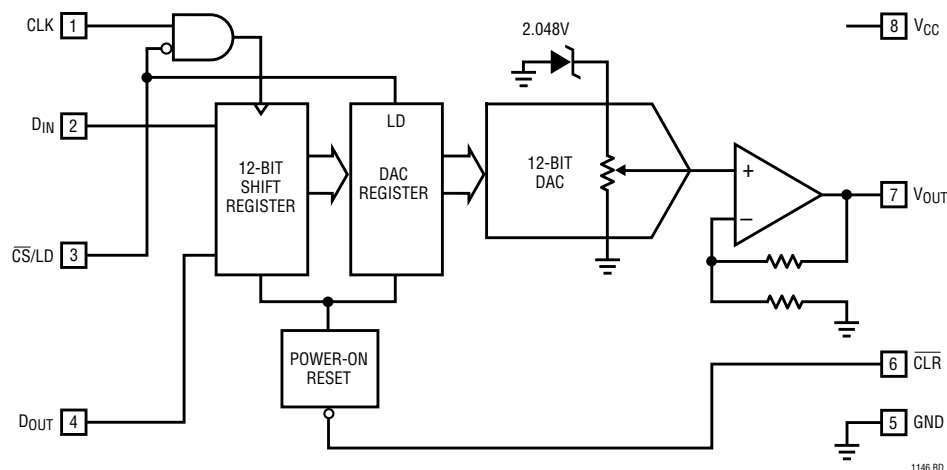 CLK 1
2.048V
8 VCC
DIN 2
LD
12-BIT
SHIFT
REGISTER
DAC
REGISTER
12-BIT
DAC
+
−
7 VOUT
CS/LD 3
POWER-ON
RESET
6 CLR
DOUT 4
5 GND
1146 BD